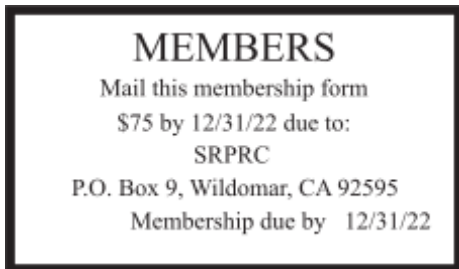 MEMBERS
Mail this membership form
$75 by 12/31/22 due to:
SRPRC
P.O. Box 9, Wildomar, CA 92595
Membership due by 12/31/22